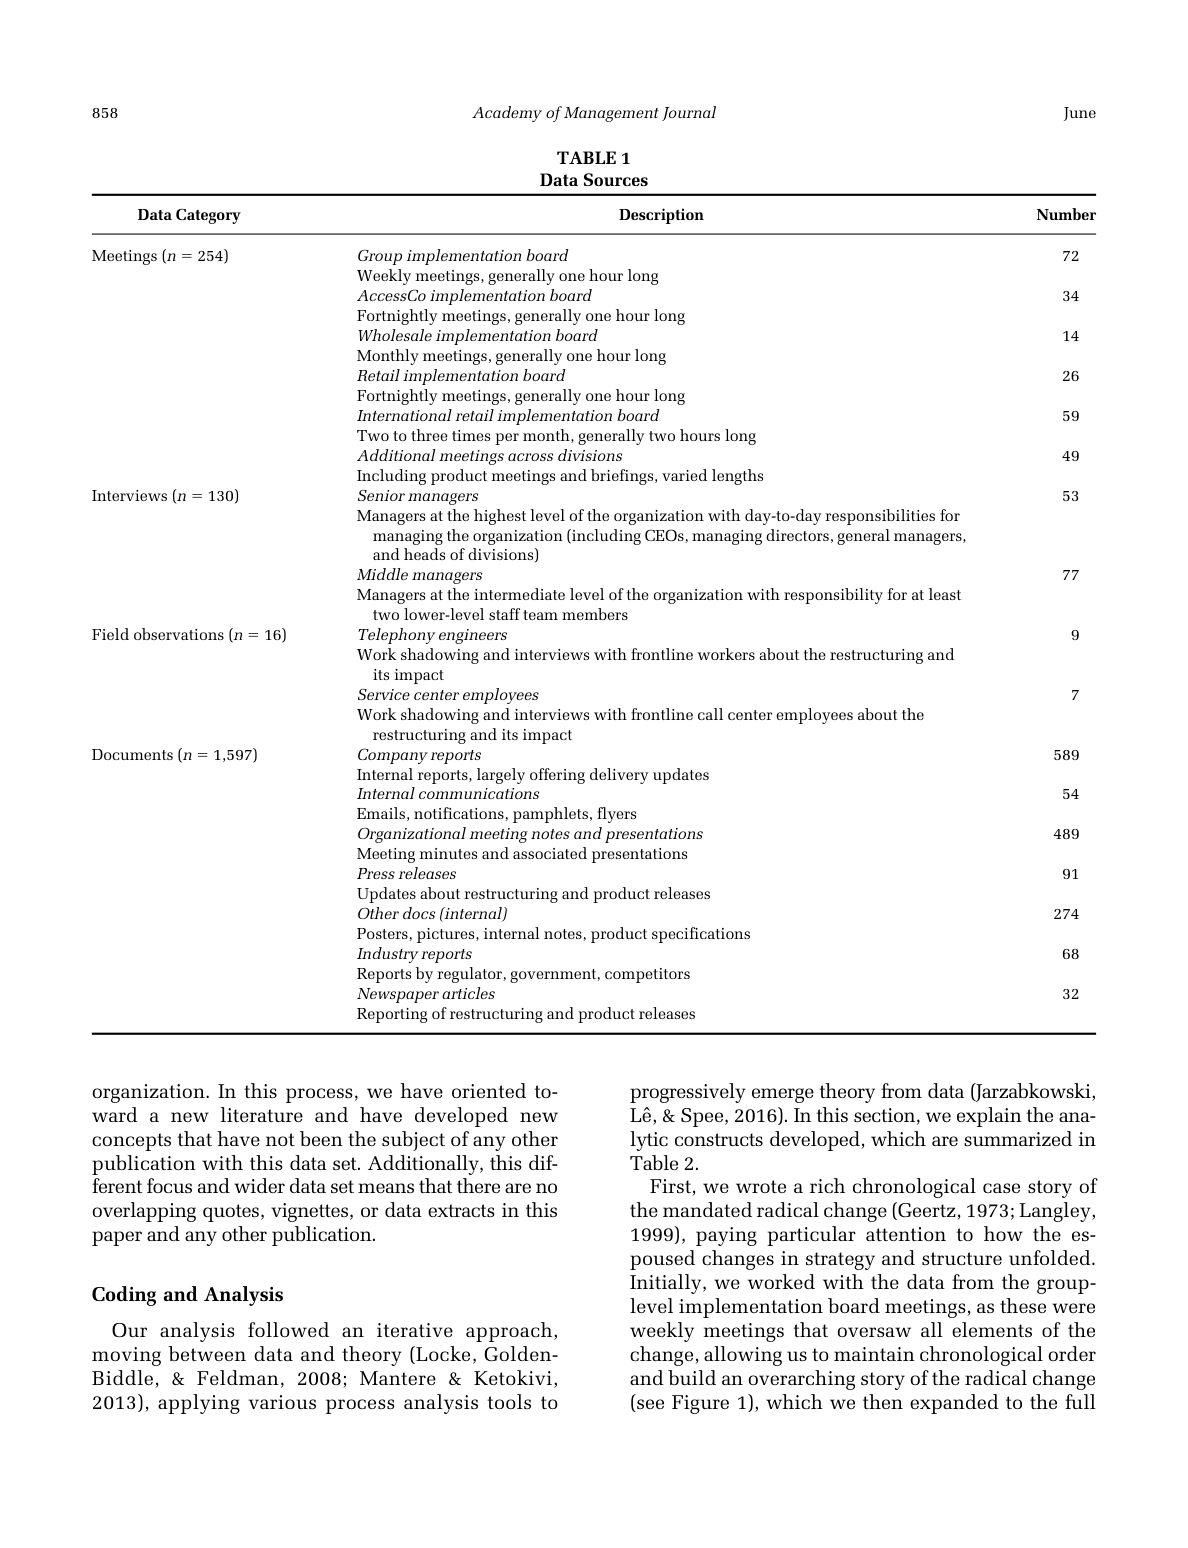 858
Academy of Management Journal
June
TABLE 1
Data Sources
Data Category Description Number
Meetings (n = 254) Group implementation board 72
Weekly meetings, generally one hour long
AccessCo implementation board 34
Fortnightly meetings, generally one hour long
Wholesale implementation board 14
Monthly meetings, generally one hour long
Retail implementation board 26
Fortnightly meetings, generally one hour long
International retail implementation board 59
Two to three times per month, generally two hours long
Additional meetings across divisions 49
Including product meetings and briefings, varied lengths
Interviews (n = 130) Senior managers 53
Managers at the highest level of the organization with day-to-day responsibilities for
managing the organization (including CEOs, managing directors, general managers,
and heads of divisions)
Middle managers 77
Managers at the intermediate level of the organization with responsibility for at least
two lower-level staff team members
Field observations (n = 16) Telephony engineers 9
Work shadowing and interviews with frontline workers about the restructuring and
its impact
Service center employees 7
Work shadowing and interviews with frontline call center employees about the
restructuring and its impact
Documents (n = 1,597) Company reports 589
Internal reports, largely offering delivery updates
Internal communications 54
Emails, notifications, pamphlets, flyers
Organizational meeting notes and presentations 489
Meeting minutes and associated presentations
Press releases 91
Updates about restructuring and product releases
Other docs (internal) 274
Posters, pictures, internal notes, product specifications
Industry reports 68
Reports by regulator, government, competitors
Newspaper articles 32
Reporting of restructuring and product releases
organization. In this process, we have oriented to-
ward a new literature and have developed new
concepts that have not been the subject of any other
publication with this data set. Additionally, this dif-
ferent focus and wider data set means that there are no
overlapping quotes, vignettes, or data extracts in this
paper and any other publication.
Coding and Analysis
Our analysis followed an iterative approach,
moving between data and theory (Locke, Golden-
Biddle, & Feldman, 2008; Mantere & Ketokivi,
2013), applying various process analysis tools to
progressively emerge theory from data (Jarzabkowski,
Lê, & Spee, 2016). In this section, we explain the ana-
lytic constructs developed, which are summarized in
Table 2.
First, we wrote a rich chronological case story of
the mandated radical change (Geertz, 1973; Langley,
1999), paying particular attention to how the es-
poused changes in strategy and structure unfolded.
Initially, we worked with the data from the group-
level implementation board meetings, as these were
weekly meetings that oversaw all elements of the
change, allowing us to maintain chronological order
and build an overarching story of the radical change
(see Figure 1), which we then expanded to the full